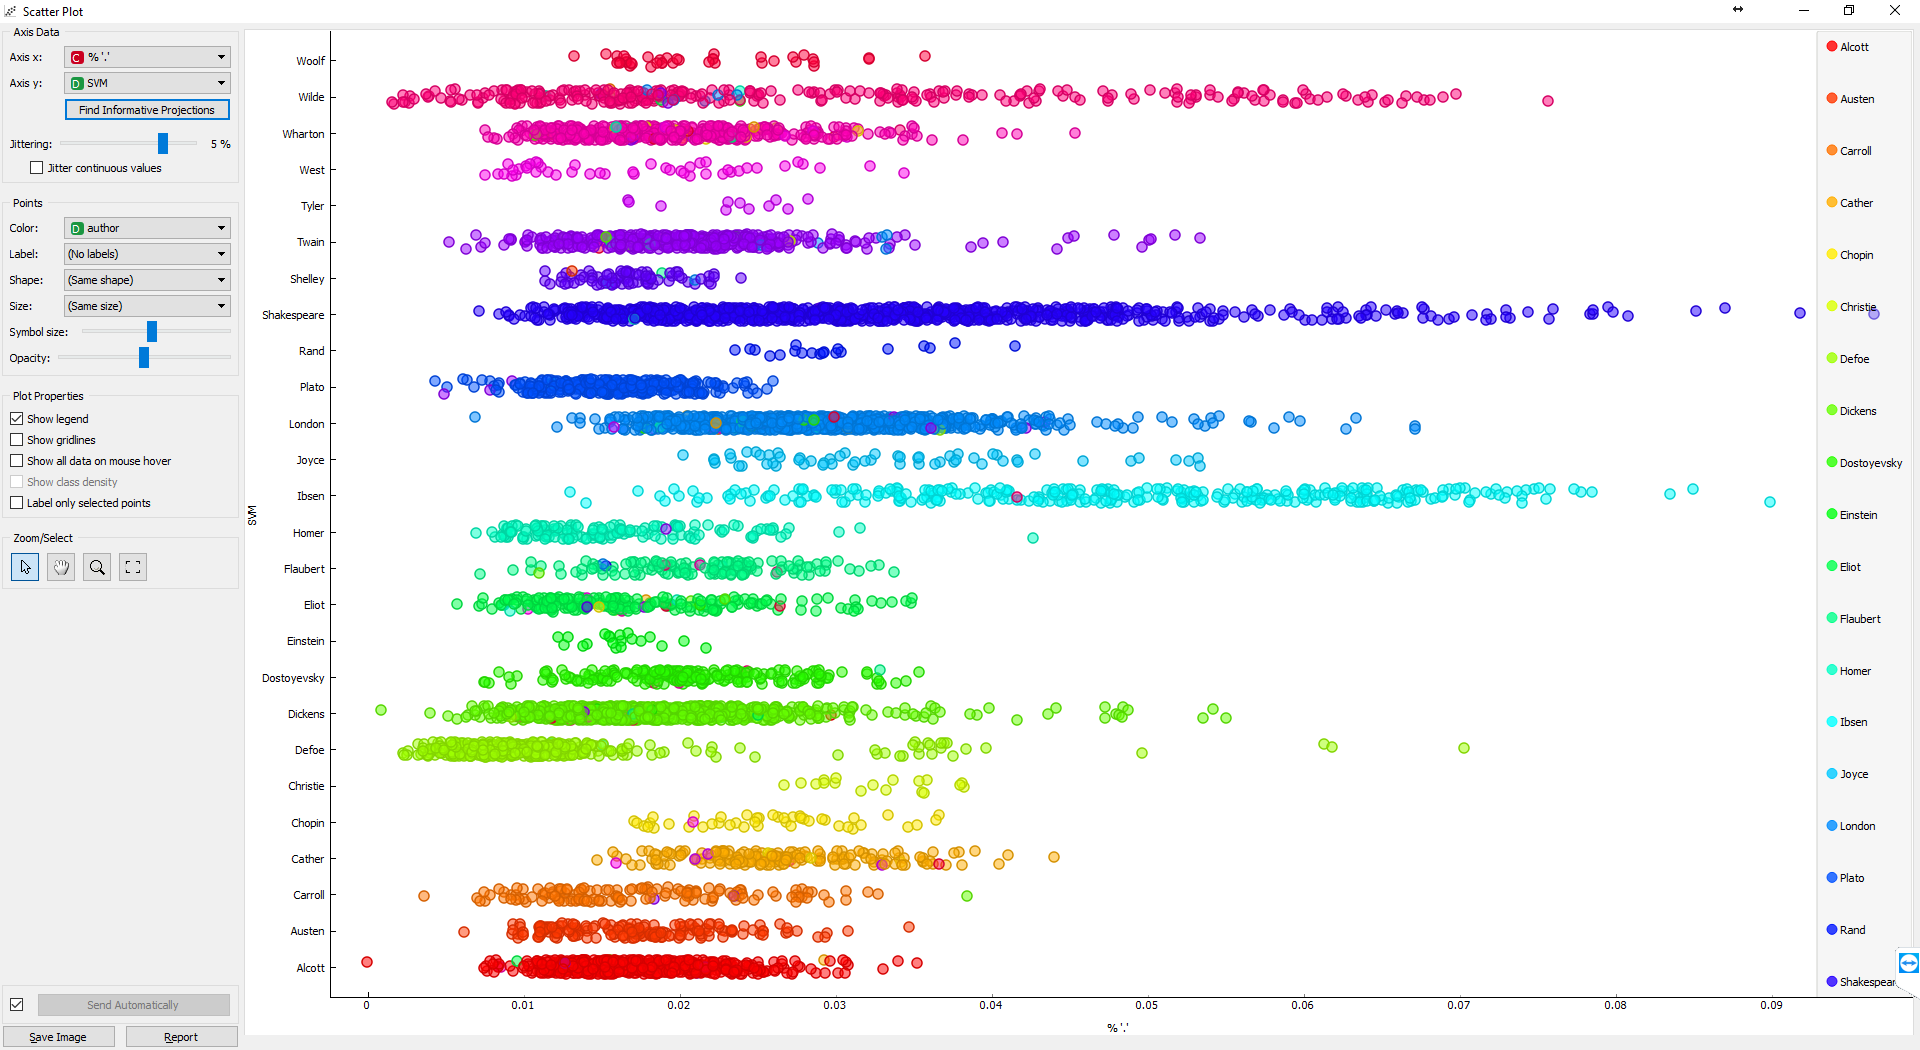 Scatter Plot
Axis Data
Axis x:
C % '.'
Axis y:
D SVM
Find Informative Projections
Jittering:
5 %
Jitter continuous values
Points
Color:
D author
Label:
(No labels)
Shape:
(Same shape)
Size:
(Same size)
Symbol size:
Opacity:
Plot Properties
Show legend
Show gridlines
Show all data on mouse hover
Show class density
Label only selected points
Zoom/Select
Send Automatically
Save Image
Report
SVM
Woolf
Wilde
Wharton
West
Tyler
Twain
Shelley
Shakespeare
Rand
Plato
London
Joyce
Ibsen
Homer
Flaubert
Eliot
Einstein
Dostoyevsky
Dickens
Defoe
Christie
Chopin
Cather
Carroll
Austen
Alcott
0 0.01 0.02 0.03 0.04 0.05 0.06 0.07 0.08 0.09
% '.'
Alcott
Austen
Carroll
Cather
Chopin
Christie
Defoe
Dickens
Dostoyevsky
Einstein
Eliot
Flaubert
Homer
Ibsen
Joyce
London
Plato
Rand
Shakespear